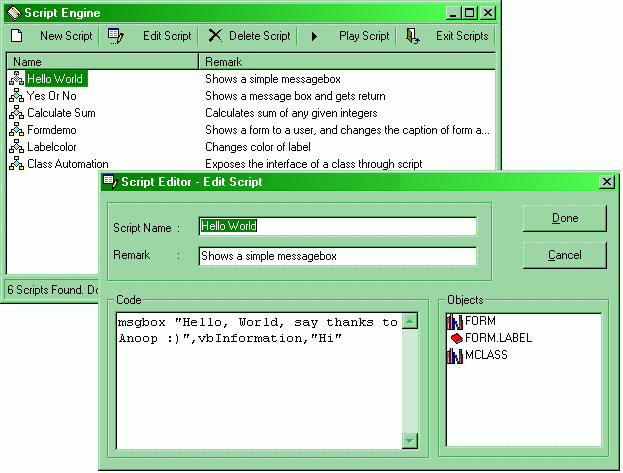 Script Engine
New Script Edit Script Delete Script Play Script Exit Scripts
Name Remark
Hello World Shows a simple messagebox
Yes Or No Shows a message box and gets return
Calculate Sum Calculates sum of any given integers
Formdemo Shows a form to a user, and changes the caption of form a...
Labelcolor Changes color of label
Class Automation Exposes the interface of a class through script
6 Scripts Found. Do
Script Editor - Edit Script
Script Name : Hello World
Remark : Shows a simple messagebox
Done
Cancel
Code
msgbox "Hello, World, say thanks to
Anoop :)",vbInformation,"Hi"
Objects
FORM
FORM.LABEL
MCLASS